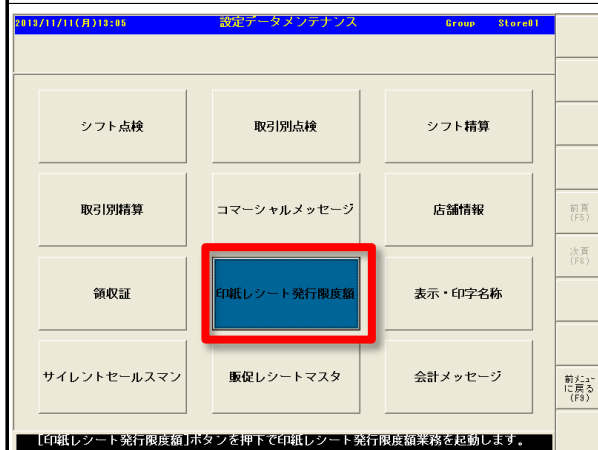 2013/11/11(月)13:05 設定データメンテナンス Group Store01
シフト点検 取引別点検 シフト精算
取引別精算 コマーシャルメッセージ 店舗情報
領収証 印紙レシート発行限度額 表示・印字名称
サイレントセールスマン 販促レシートマスタ 会計メッセージ
前頁
(F5)
次頁
(F6)
前メニュー
に戻る
(F9)
[印紙レシート発行限度額]ボタンを押下で印紙レシート発行限度額業務を起動します。